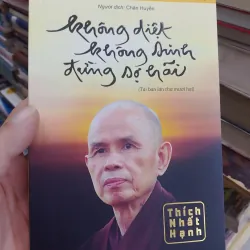 Người dịch: Chân Huyền
không diệt
không sinh
đừng sợ hãi
(Tái bản lần thứ mười hai)
Thích
Nhất
Hạnh